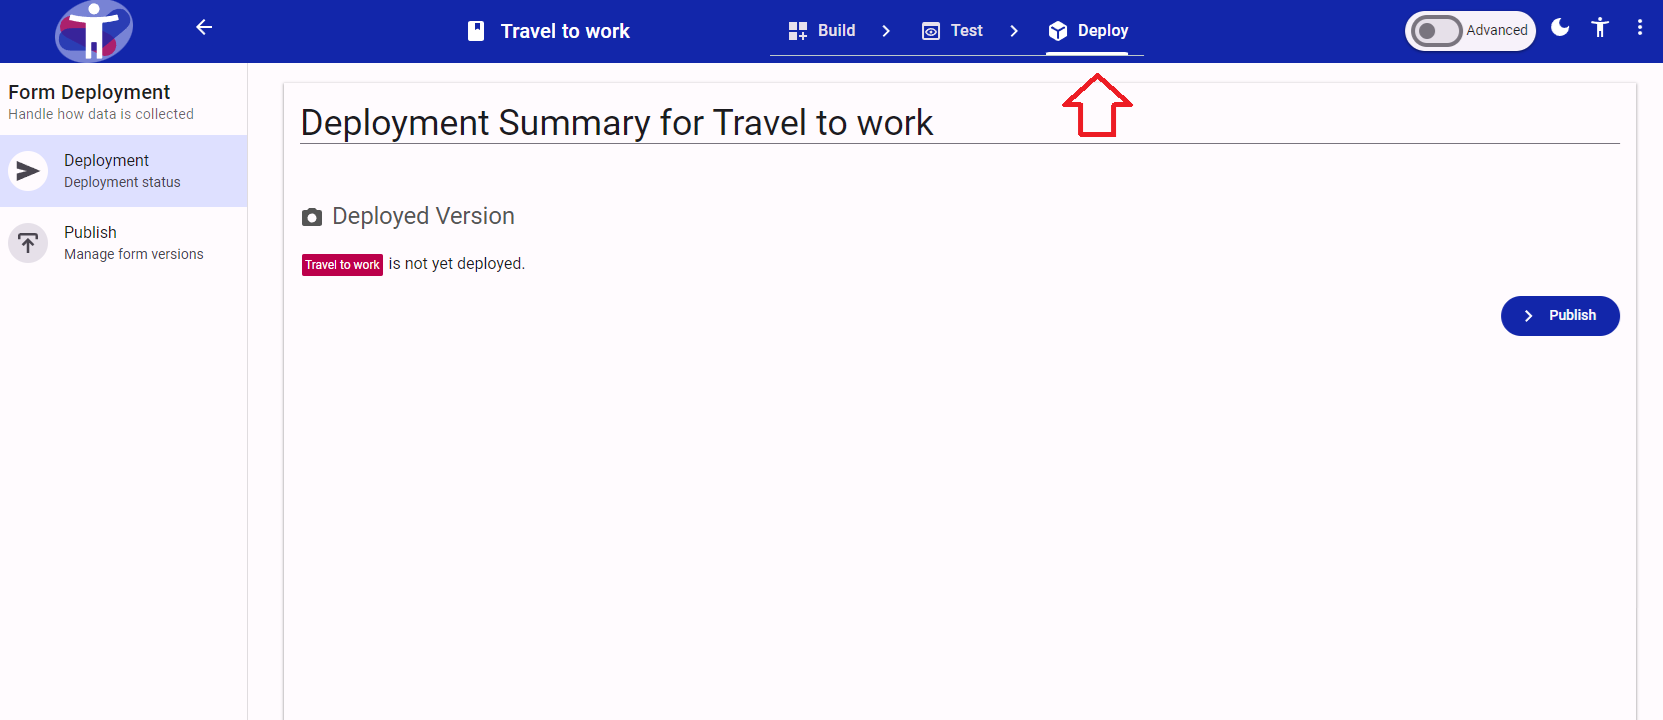 Travel to work
Build
Test
Deploy
Advanced
Form Deployment
Handle how data is collected
Deployment
Deployment status
Publish
Manage form versions
Deployment Summary for Travel to work
Deployed Version
Travel to work is not yet deployed.
Publish